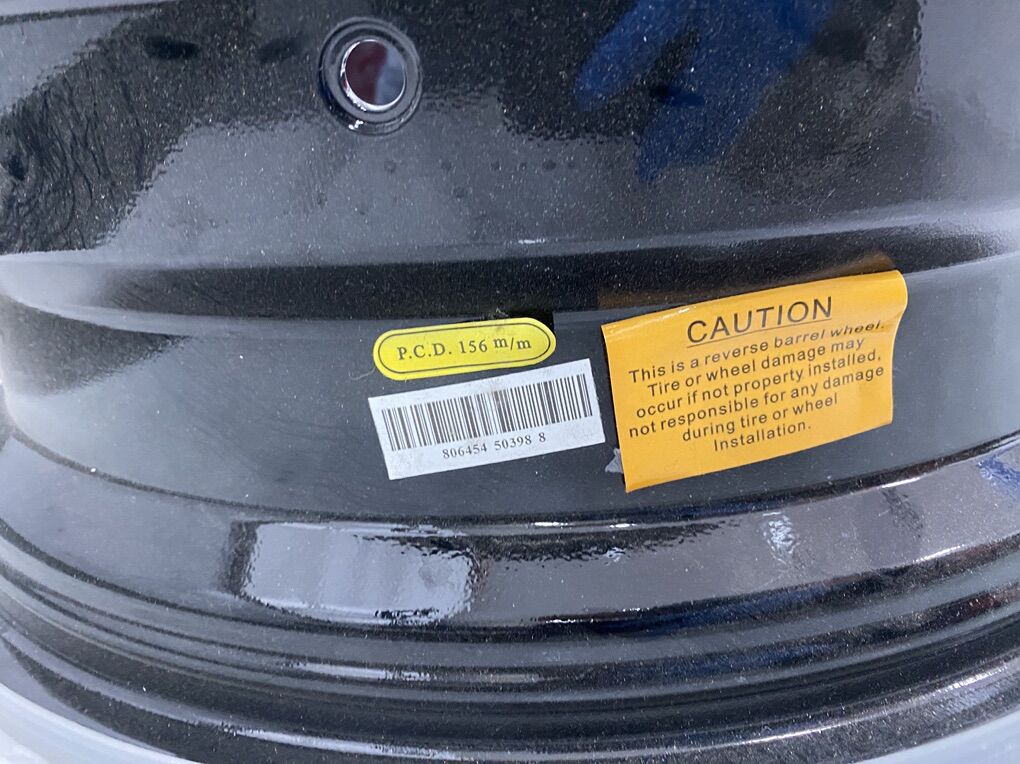 P.C.D. 156 m/m
806454 50398 8
CAUTION
This is a reverse barrel wheel.
Tire or wheel damage may
occur if not property installed,
not responsible for any damage
during tire or wheel
Installation.